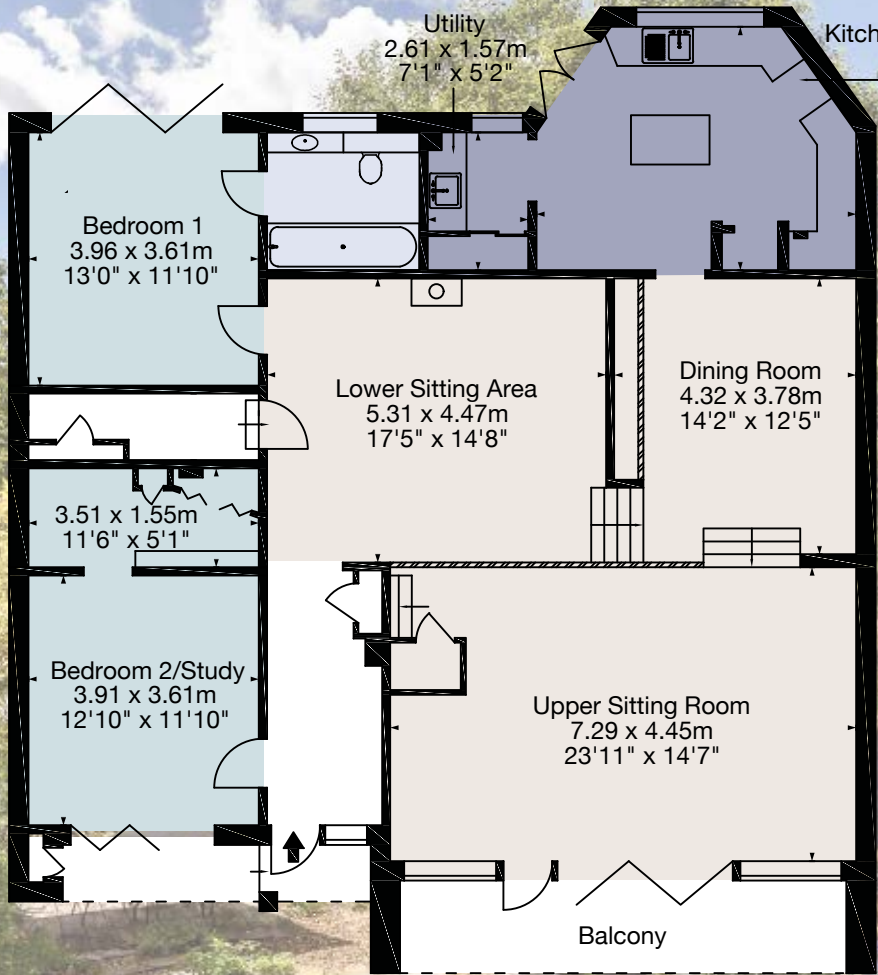 Utility
2.61 x 1.57m
7'1" x 5'2"
Kitch
Bedroom 1
3.96 x 3.61m
13'0" x 11'10"
Lower Sitting Area
5.31 x 4.47m
17'5" x 14'8"
Dining Room
4.32 x 3.78m
14'2" x 12'5"
3.51 x 1.55m
11'6" x 5'1"
Bedroom 2/Study
3.91 x 3.61m
12'10" x 11'10"
Upper Sitting Room
7.29 x 4.45m
23'11" x 14'7"
Balcony